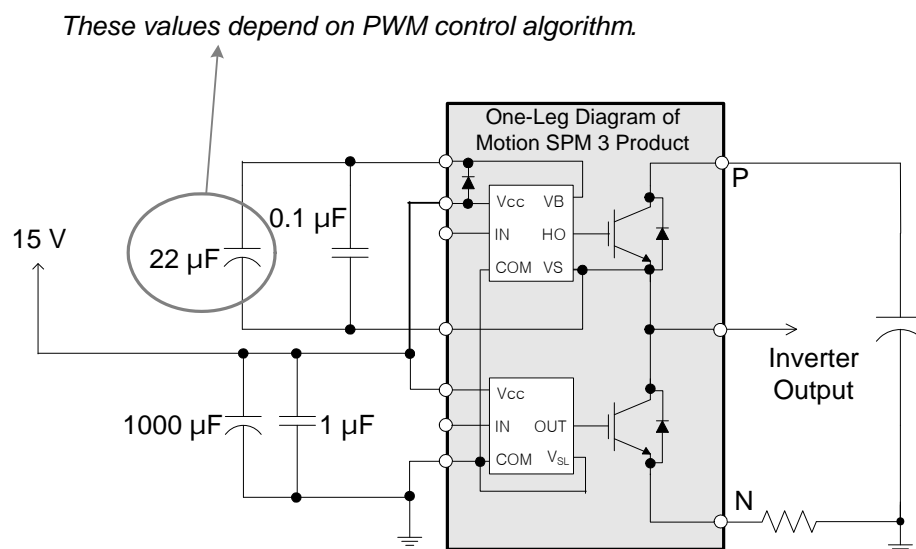 These values depend on PWM control algorithm.
One-Leg Diagram of
Motion SPM 3 Product
P
Vcc VB
0.1 µF
IN HO
15 V
22 µF
COM VS
Inverter
Output
Vcc
1000 µF
1 µF
IN OUT
COM VSL
N